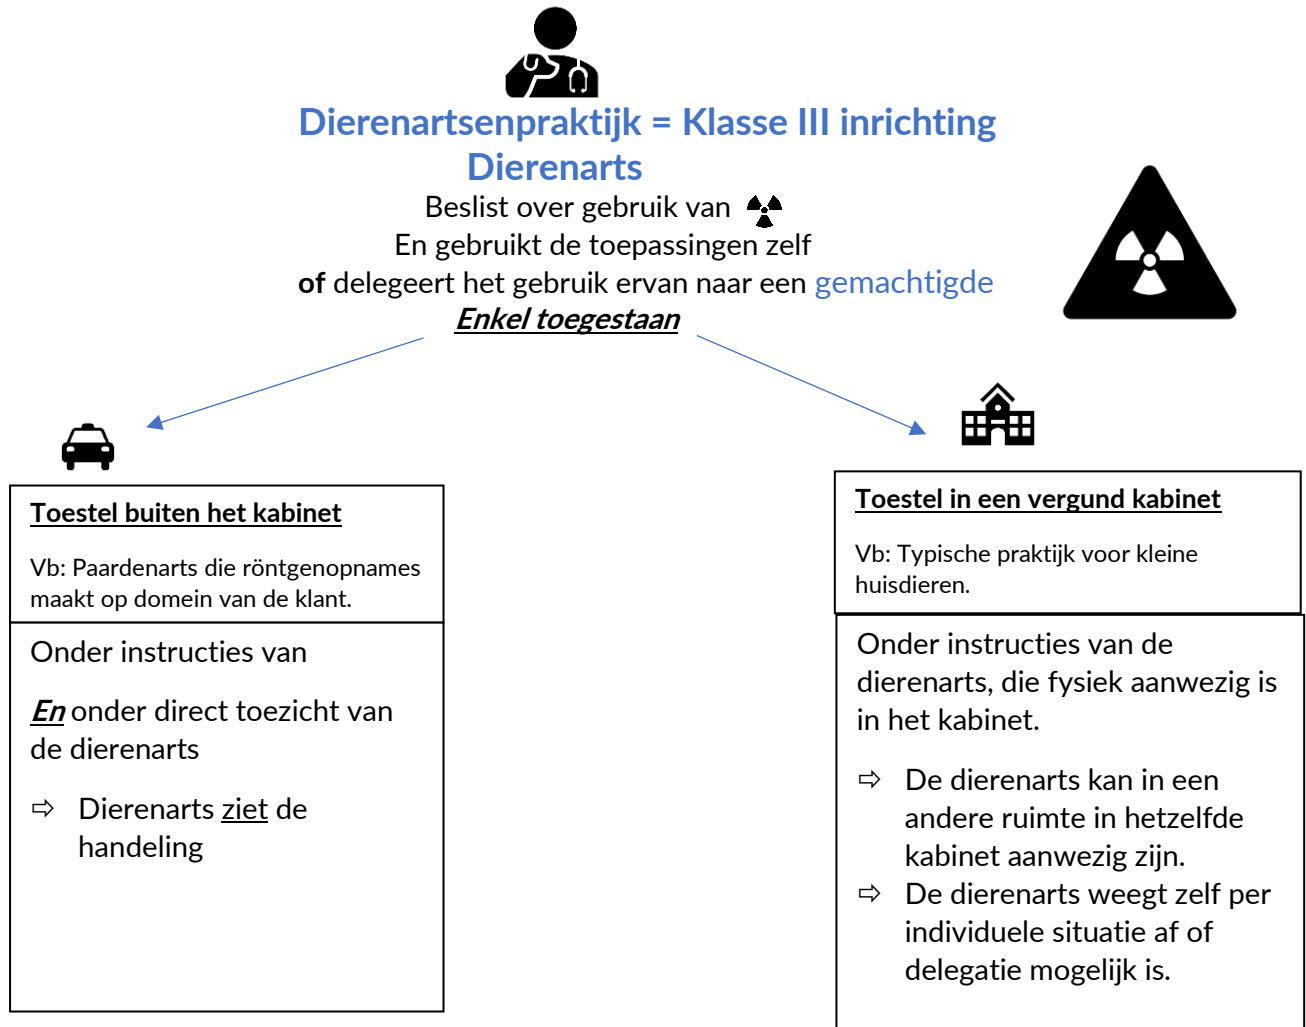 Dierenartsenpraktijk = Klasse III inrichting
Dierenarts
Beslist over gebruik van
En gebruikt de toepassingen zelf
of delegeert het gebruik ervan naar een gemachtigde
Enkel toegestaan
Toestel buiten het kabinet
Vb: Paardenarts die röntgenopnames
maakt op domein van de klant.
Onder instructies van
En onder direct toezicht van
de dierenarts
⇨ Dierenarts ziet de
handeling
Toestel in een vergund kabinet
Vb: Typische praktijk voor kleine
huisdieren.
Onder instructies van de
dierenarts, die fysiek aanwezig is
in het kabinet.
⇨ De dierenarts kan in een
andere ruimte in hetzelfde
kabinet aanwezig zijn.
⇨ De dierenarts weegt zelf per
individuele situatie af of
delegatie mogelijk is.